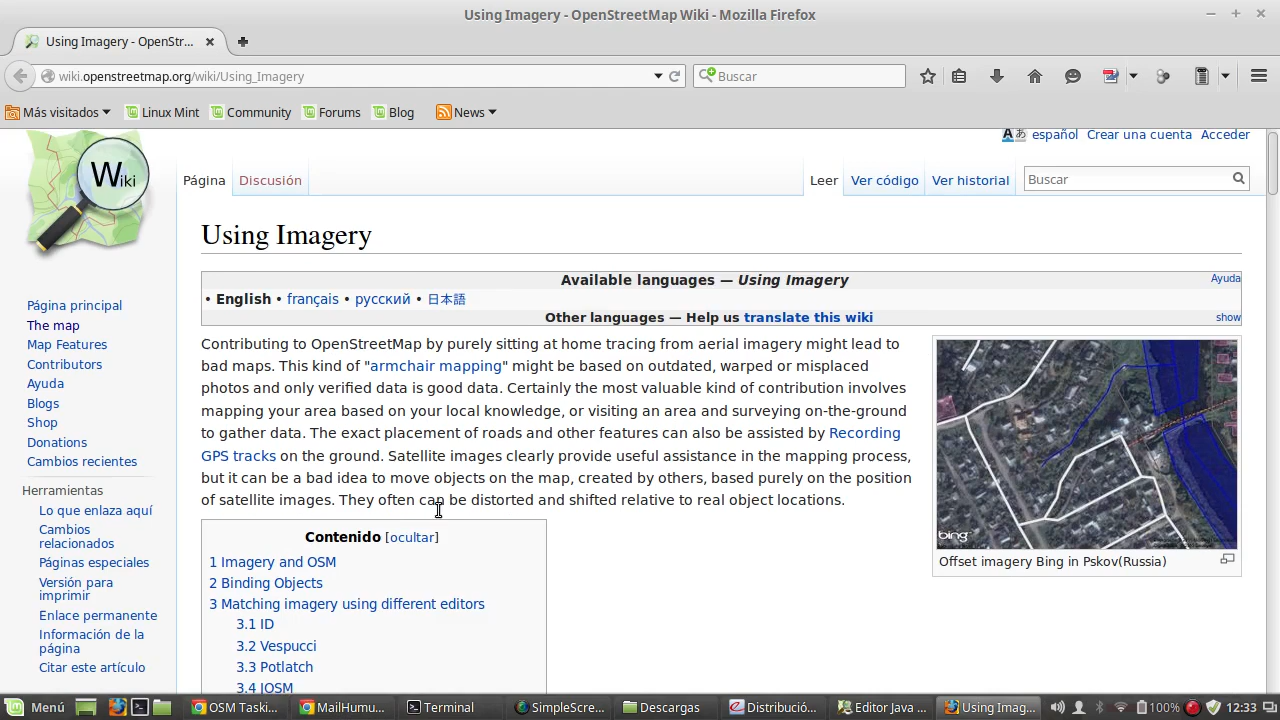 Using Imagery - OpenStreetMap Wiki - Mozilla Firefox
Using Imagery - OpenStr...
wiki.openstreetmap.org/wiki/Using_Imagery
Buscar
Más visitados
Linux Mint
Community
Forums
Blog
News
Wiki
español Crear una cuenta Acceder
Página Discusión
Leer Ver código Ver historial
Buscar
Using Imagery
Available languages — Using Imagery
Ayuda
• English • français • русский • 日本語
Other languages — Help us translate this wiki
show
Contributing to OpenStreetMap by purely sitting at home tracing from aerial imagery might lead to
bad maps. This kind of "armchair mapping" might be based on outdated, warped or misplaced
photos and only verified data is good data. Certainly the most valuable kind of contribution involves
mapping your area based on your local knowledge, or visiting an area and surveying on-the-ground
to gather data. The exact placement of roads and other features can also be assisted by Recording
GPS tracks on the ground. Satellite images clearly provide useful assistance in the mapping process,
but it can be a bad idea to move objects on the map, created by others, based purely on the position
of satellite images. They often can be distorted and shifted relative to real object locations.
bing
Offset imagery Bing in Pskov(Russia)
Contenido [ocultar]
1 Imagery and OSM
2 Binding Objects
3 Matching imagery using different editors
3.1 ID
3.2 Vespucci
3.3 Potlatch
3.4 JOSM
Página principal
The map
Map Features
Contributors
Ayuda
Blogs
Shop
Donations
Cambios recientes
Herramientas
Lo que enlaza aquí
Cambios
relacionados
Páginas especiales
Versión para
imprimir
Enlace permanente
Información de la
página
Citar este artículo
Menú
OSM Taski...
MailHumu...
Terminal
SimpleScre...
Descargas
Distribució...
Editor Java ...
Using Imag...
100%
12:33